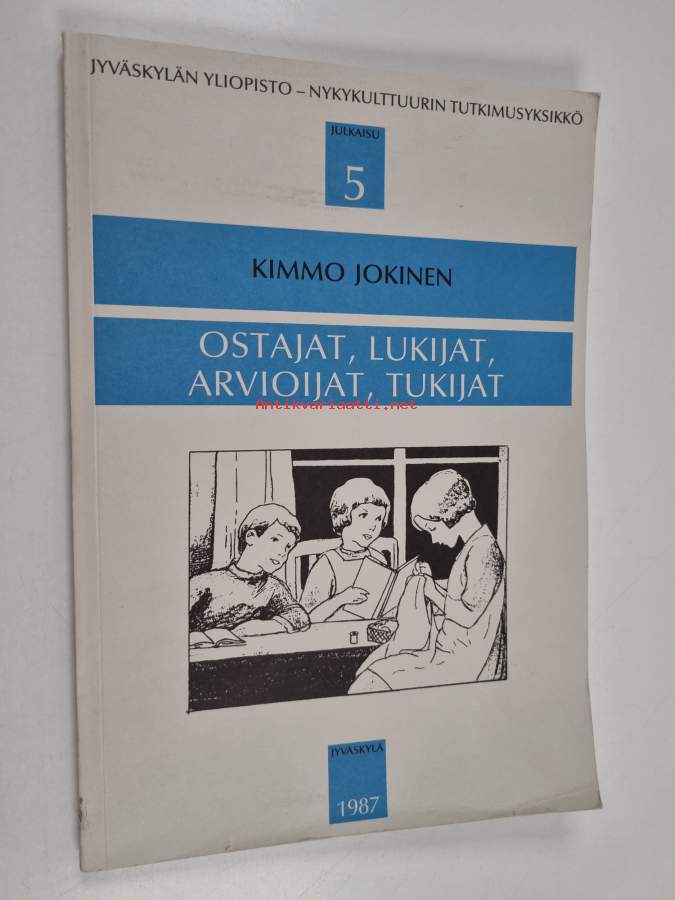 JYVÄSKYLÄN YLIOPISTO – NYKYKULTTUURIN TUTKIMUSYKSIKKÖ
JULKAISU
5
KIMMO JOKINEN
OSTAJAT, LUKIJAT,
ARVIOIJAT, TUKIJAT
Antikvariaatti.net
JYVÄSKYLÄ
1987